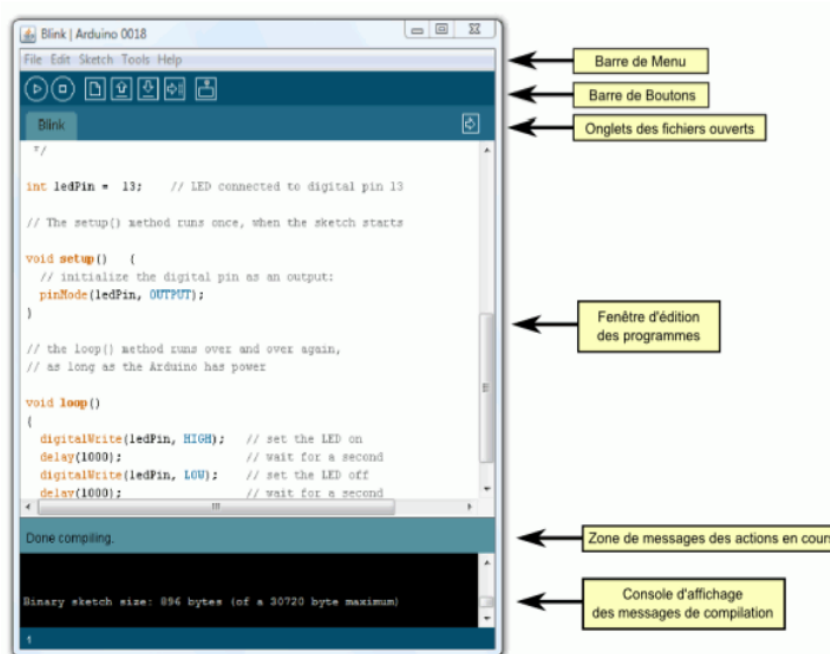 Blink | Arduino 0018
File Edit Sketch Tools Help
Barre de Menu
Barre de Boutons
Blink
Onglets des fichiers ouverts
*/
int ledPin = 13; // LED connected to digital pin 13
// The setup() method runs once, when the sketch starts
void setup() {
// initialize the digital pin as an output:
pinMode(ledPin, OUTPUT);
}
Fenêtre d'édition
des programmes
// the loop() method runs over and over again,
// as long as the Arduino has power
void loop()
{
digitalWrite(ledPin, HIGH); // set the LED on
delay(1000); // wait for a second
digitalWrite(ledPin, LOW); // set the LED off
delay(1000); // wait for a second
Done compiling.
Zone de messages des actions en cours
Binary sketch size: 896 bytes (of a 30720 byte maximum)
Console d'affichage
des messages de compilation
1